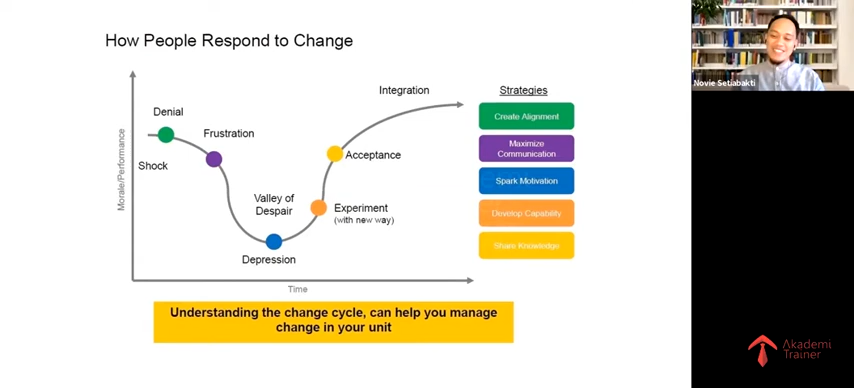 How People Respond to Change
Novie Setiabakti
Integration
Strategies
Denial
Create Alignment
Frustration
Maximize
Communication
Acceptance
Shock
Spark Motivation
Valley of
Despair
Experiment
(with new way)
Develop Capability
Share Knowledge
Depression
Morale/Performance
Time
Understanding the change cycle, can help you manage
change in your unit
Akademi
Trainer